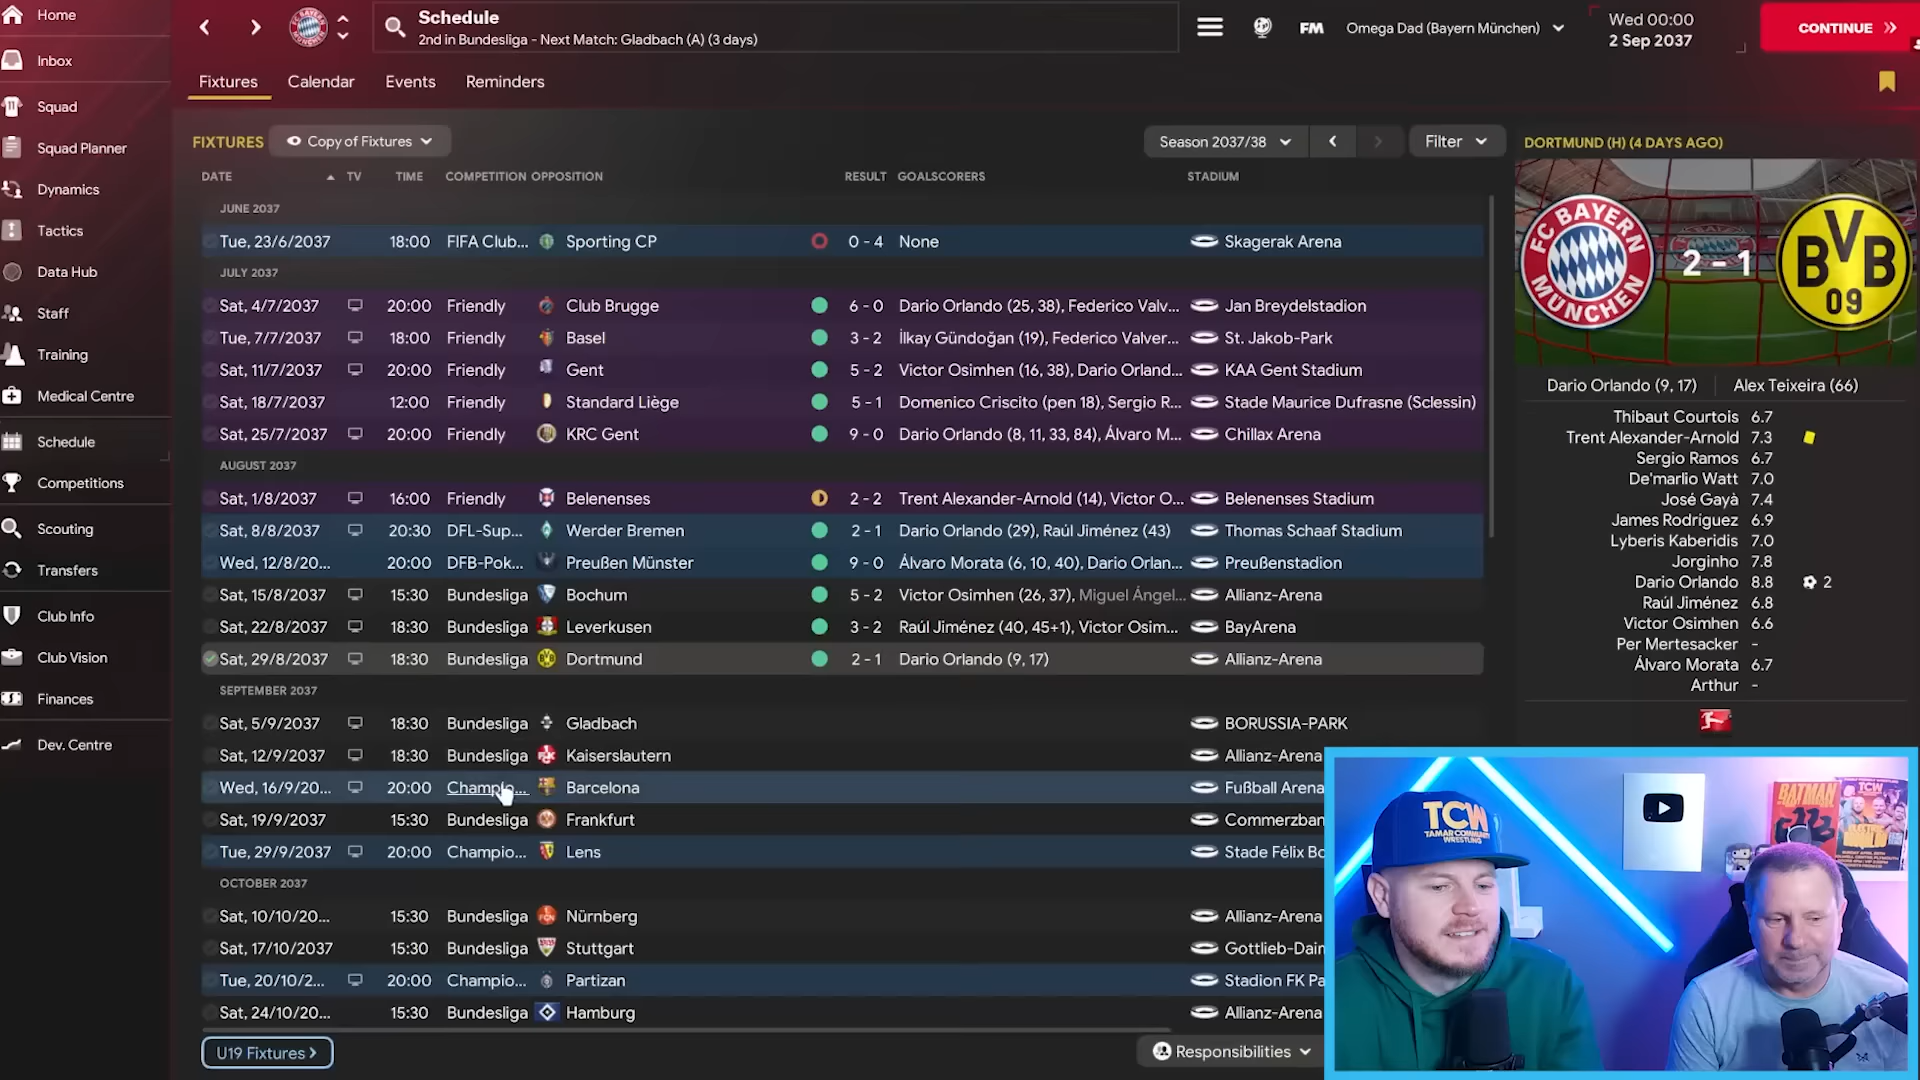 Home
Inbox
Squad
Squad Planner
Dynamics
Tactics
Data Hub
Staff
Training
Medical Centre
Schedule
Competitions
Scouting
Transfers
Club Info
Club Vision
Finances
Dev. Centre
Schedule
2nd in Bundesliga - Next Match: Gladbach (A) (3 days)
FM
Omega Dad (Bayern München)
Wed 00:00
2 Sep 2037
CONTINUE
Fixtures Calendar Events Reminders
FIXTURES Copy of Fixtures Season 2037/38 Filter
DATE TV TIME COMPETITION OPPOSITION RESULT GOALSCORERS STADIUM
JUNE 2037
Tue, 23/6/2037 18:00 FIFA Club... Sporting CP 0 - 4 None Skagerak Arena
JULY 2037
Sat, 4/7/2037 20:00 Friendly Club Brugge 6 - 0 Dario Orlando (25, 38), Federico Valv... Jan Breydelstadion
Tue, 7/7/2037 18:00 Friendly Basel 3 - 2 İlkay Gündoğan (19), Federico Valver... St. Jakob-Park
Sat, 11/7/2037 20:00 Friendly Gent 5 - 2 Victor Osimhen (16, 38), Dario Orland... KAA Gent Stadium
Sat, 18/7/2037 12:00 Friendly Standard Liège 5 - 1 Domenico Criscito (pen 18), Sergio R... Stade Maurice Dufrasne (Sclessin)
Sat, 25/7/2037 20:00 Friendly KRC Gent 9 - 0 Dario Orlando (8, 11, 33, 84), Álvaro M... Chillax Arena
AUGUST 2037
Sat, 1/8/2037 16:00 Friendly Belenenses 2 - 2 Trent Alexander-Arnold (14), Victor O... Belenenses Stadium
Sat, 8/8/2037 20:30 DFL-Sup... Werder Bremen 2 - 1 Dario Orlando (29), Raúl Jiménez (43) Thomas Schaaf Stadium
Wed, 12/8/20... 20:00 DFB-Pok... Preußen Münster 9 - 0 Álvaro Morata (6, 10, 40), Dario Orlan... Preußenstadion
Sat, 15/8/2037 15:30 Bundesliga Bochum 5 - 2 Victor Osimhen (26, 37), Miguel Ángel... Allianz-Arena
Sat, 22/8/2037 18:30 Bundesliga Leverkusen 3 - 2 Raúl Jiménez (40, 45+1), Victor Osim... BayArena
Sat, 29/8/2037 18:30 Bundesliga Dortmund 2 - 1 Dario Orlando (9, 17) Allianz-Arena
SEPTEMBER 2037
Sat, 5/9/2037 18:30 Bundesliga Gladbach BORUSSIA-PARK
Sat, 12/9/2037 18:30 Bundesliga Kaiserslautern Allianz-Arena
Wed, 16/9/20... 20:00 Champio... Barcelona Fußball Arena
Sat, 19/9/2037 15:30 Bundesliga Frankfurt Commerzban
Tue, 29/9/2037 20:00 Champio... Lens Stade Félix Bo
OCTOBER 2037
Sat, 10/10/20... 15:30 Bundesliga Nürnberg Allianz-Arena
Sat, 17/10/2037 15:30 Bundesliga Stuttgart Gottlieb-Dain
Tue, 20/10/2... 20:00 Champio... Partizan Stadion FK Pa
Sat, 24/10/20... 15:30 Bundesliga Hamburg Allianz-Arena
U19 Fixtures
Responsibilities
DORTMUND (H) (4 DAYS AGO)
FC BAYERN
MÜNCHEN
2 - 1
BVB
09
Dario Orlando (9, 17) Alex Teixeira (66)
Thibaut Courtois 6.7
Trent Alexander-Arnold 7.3
Sergio Ramos 6.7
De'marlio Watt 7.0
José Gayà 7.4
James Rodríguez 6.9
Lyberis Kaberidis 7.0
Jorginho 7.8
Dario Orlando 8.8 2
Raúl Jiménez 6.8
Victor Osimhen 6.6
Per Mertesacker -
Álvaro Morata 6.7
Arthur -
TCW
TAMAR COMMUNITY
WRESTLING
BATMAN
TCW